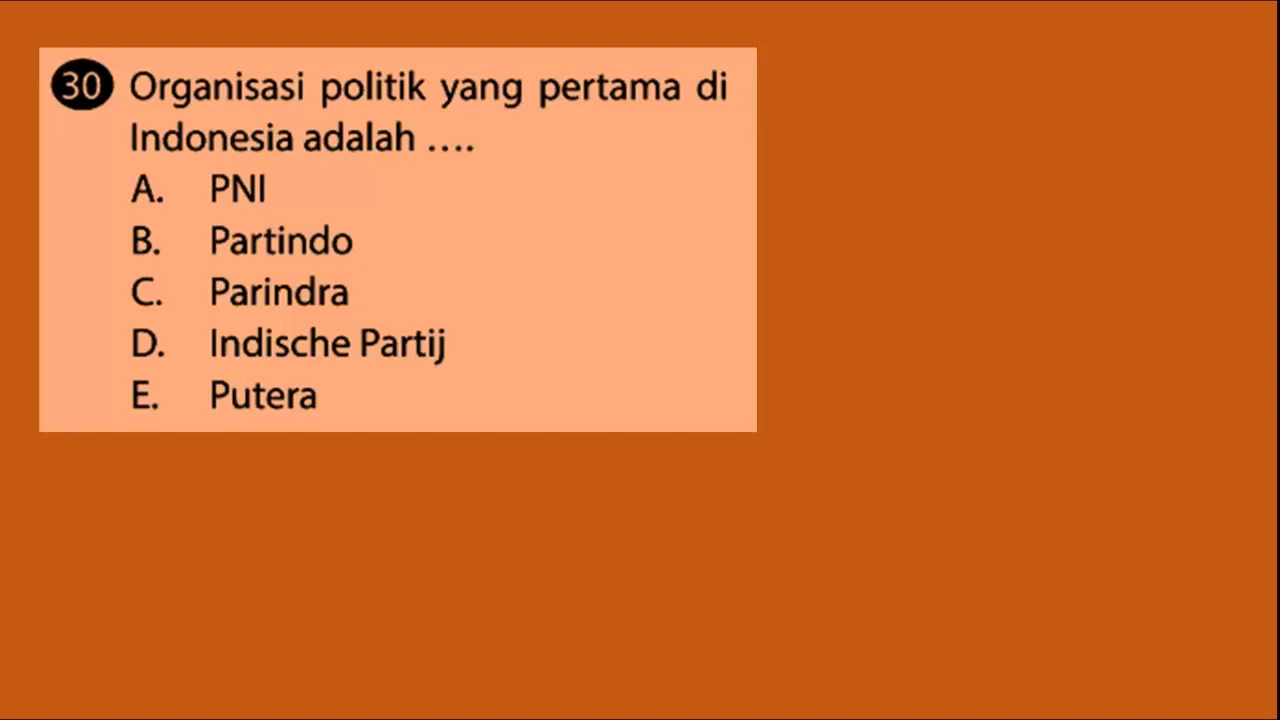 30 Organisasi politik yang pertama di
Indonesia adalah ....
A. PNI
B. Partindo
C. Parindra
D. Indische Partij
E. Putera